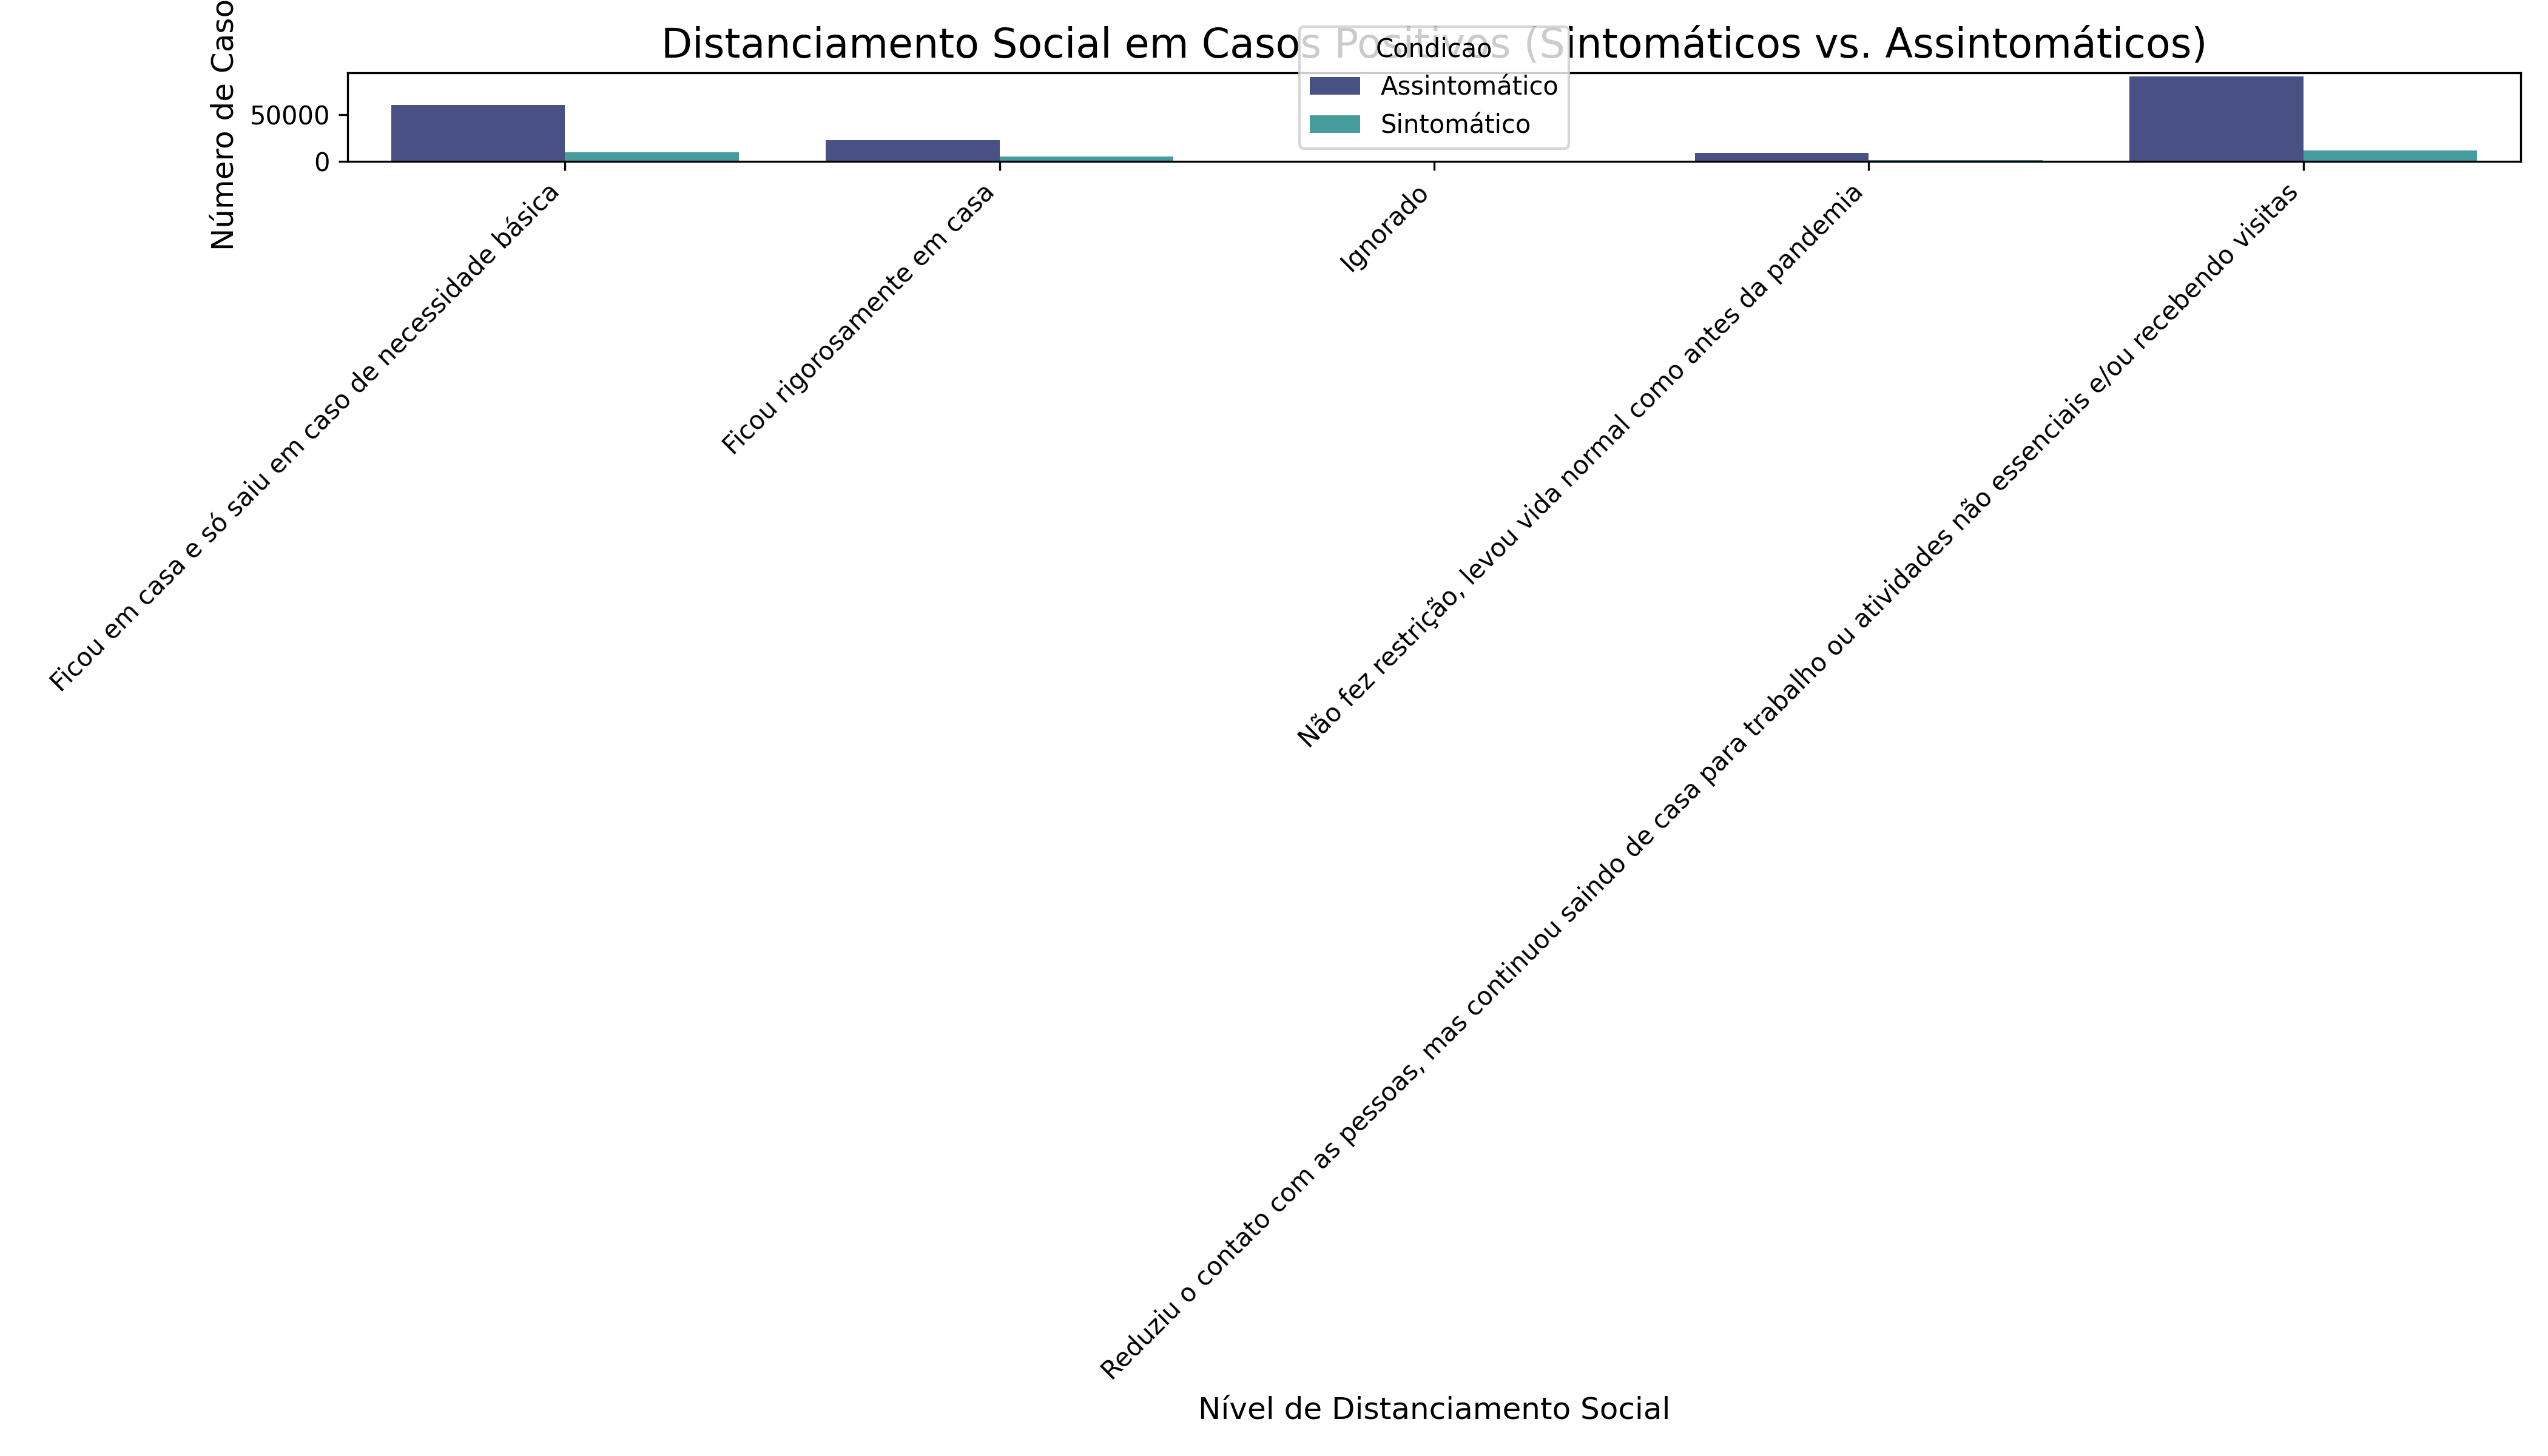 Distanciamento Social em Casos Positivos (Sintomáticos vs. Assintomáticos)
Número de Caso
50000
0
Condicao
Assintomático
Sintomático
Ficou em casa e só saiu em caso de necessidade básica
Ficou rigorosamente em casa
Ignorado
Não fez restrição, levou vida normal como antes da pandemia
Reduziu o contato com as pessoas, mas continuou saindo de casa para trabalho ou atividades não essenciais e/ou recebendo visitas
Nível de Distanciamento Social